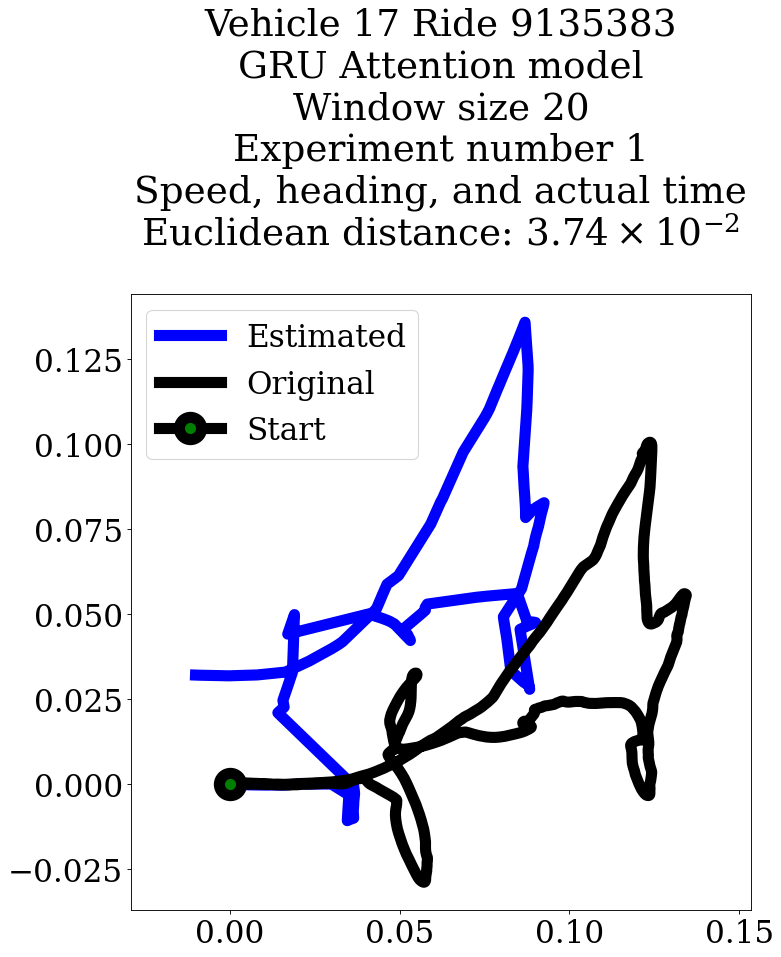 Vehicle 17 Ride 9135383
GRU Attention model
Window size 20
Experiment number 1
Speed, heading, and actual time
Euclidean distance: 3.74 × 10⁻²
Estimated
Original
Start
0.125
0.100
0.075
0.050
0.025
0.000
−0.025
0.00 0.05 0.10 0.15